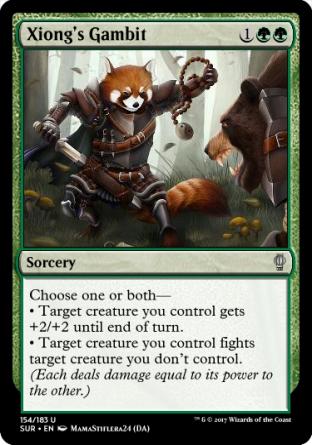 Xiong's Gambit 1
Sorcery
Choose one or both—
• Target creature you control gets
+2/+2 until end of turn.
• Target creature you control fights
target creature you don't control.
(Each deals damage equal to its power to
the other.)
154/183 U
SUR • EN MamaStiflera24 (DA)
™ & © 2017 Wizards of the Coast